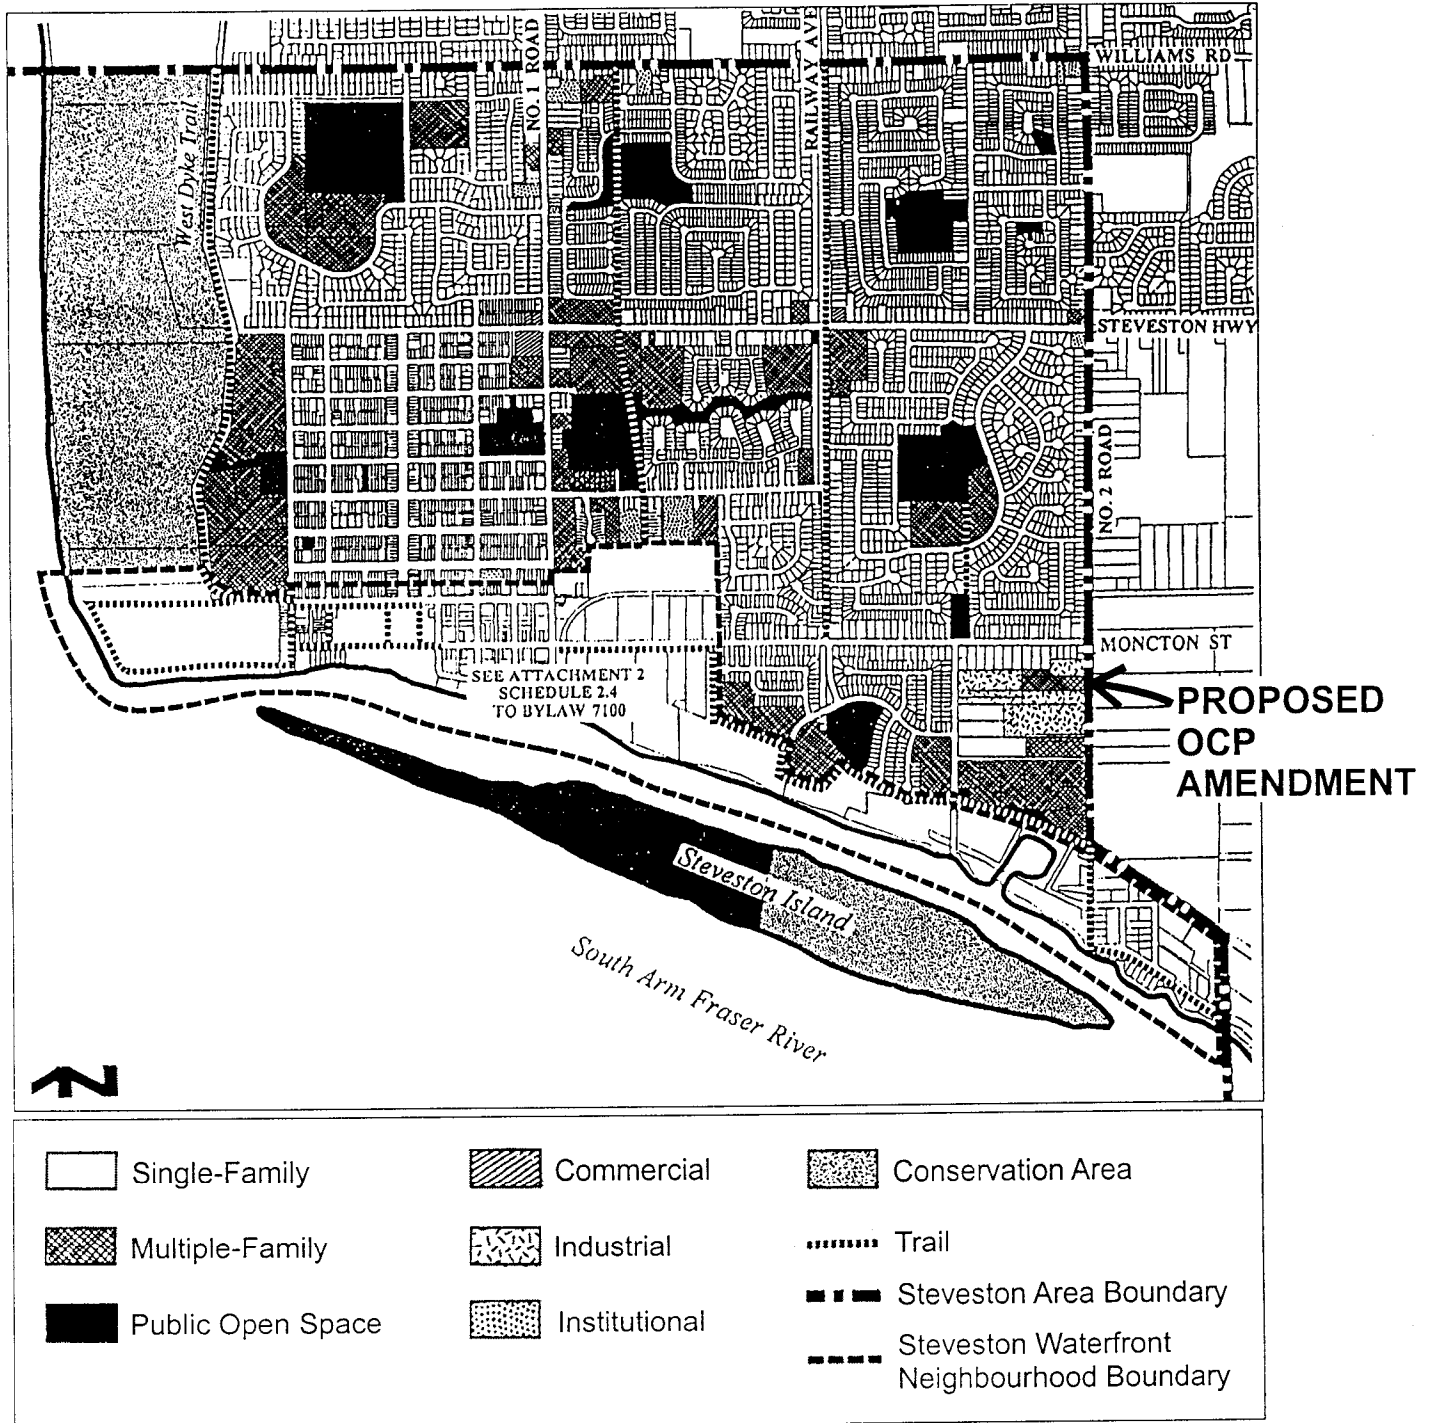 WILLIAMS RD
NO. 1 ROAD
RAILWAY AVE
West Dyke Trail
STEVESTON HWY
NO. 2 ROAD
MONCTON ST
SEE ATTACHMENT 2
SCHEDULE 2.4
TO BYLAW 7100
PROPOSED
OCP
AMENDMENT
Steveston Island
South Arm Fraser River
N
Single-Family
Commercial
Conservation Area
Multiple-Family
Industrial
Trail
Public Open Space
Institutional
Steveston Area Boundary
Steveston Waterfront
Neighbourhood Boundary